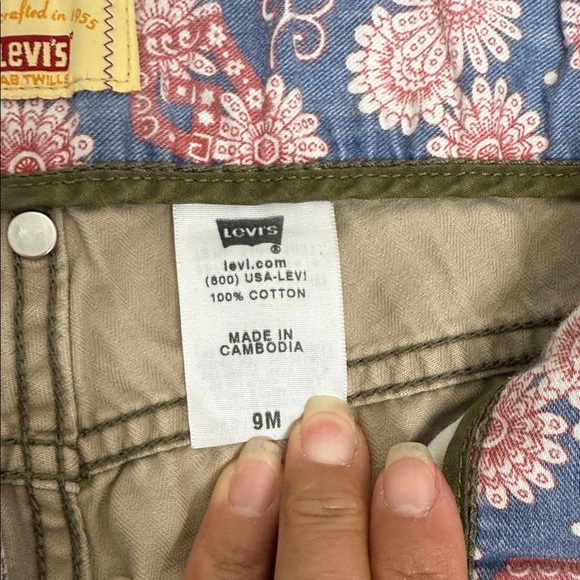 crafted in 1955
Levi's
AB TWILLS
Levi's
®
levi.com
(800) USA-LEVI
100% COTTON
MADE IN
CAMBODIA
9M